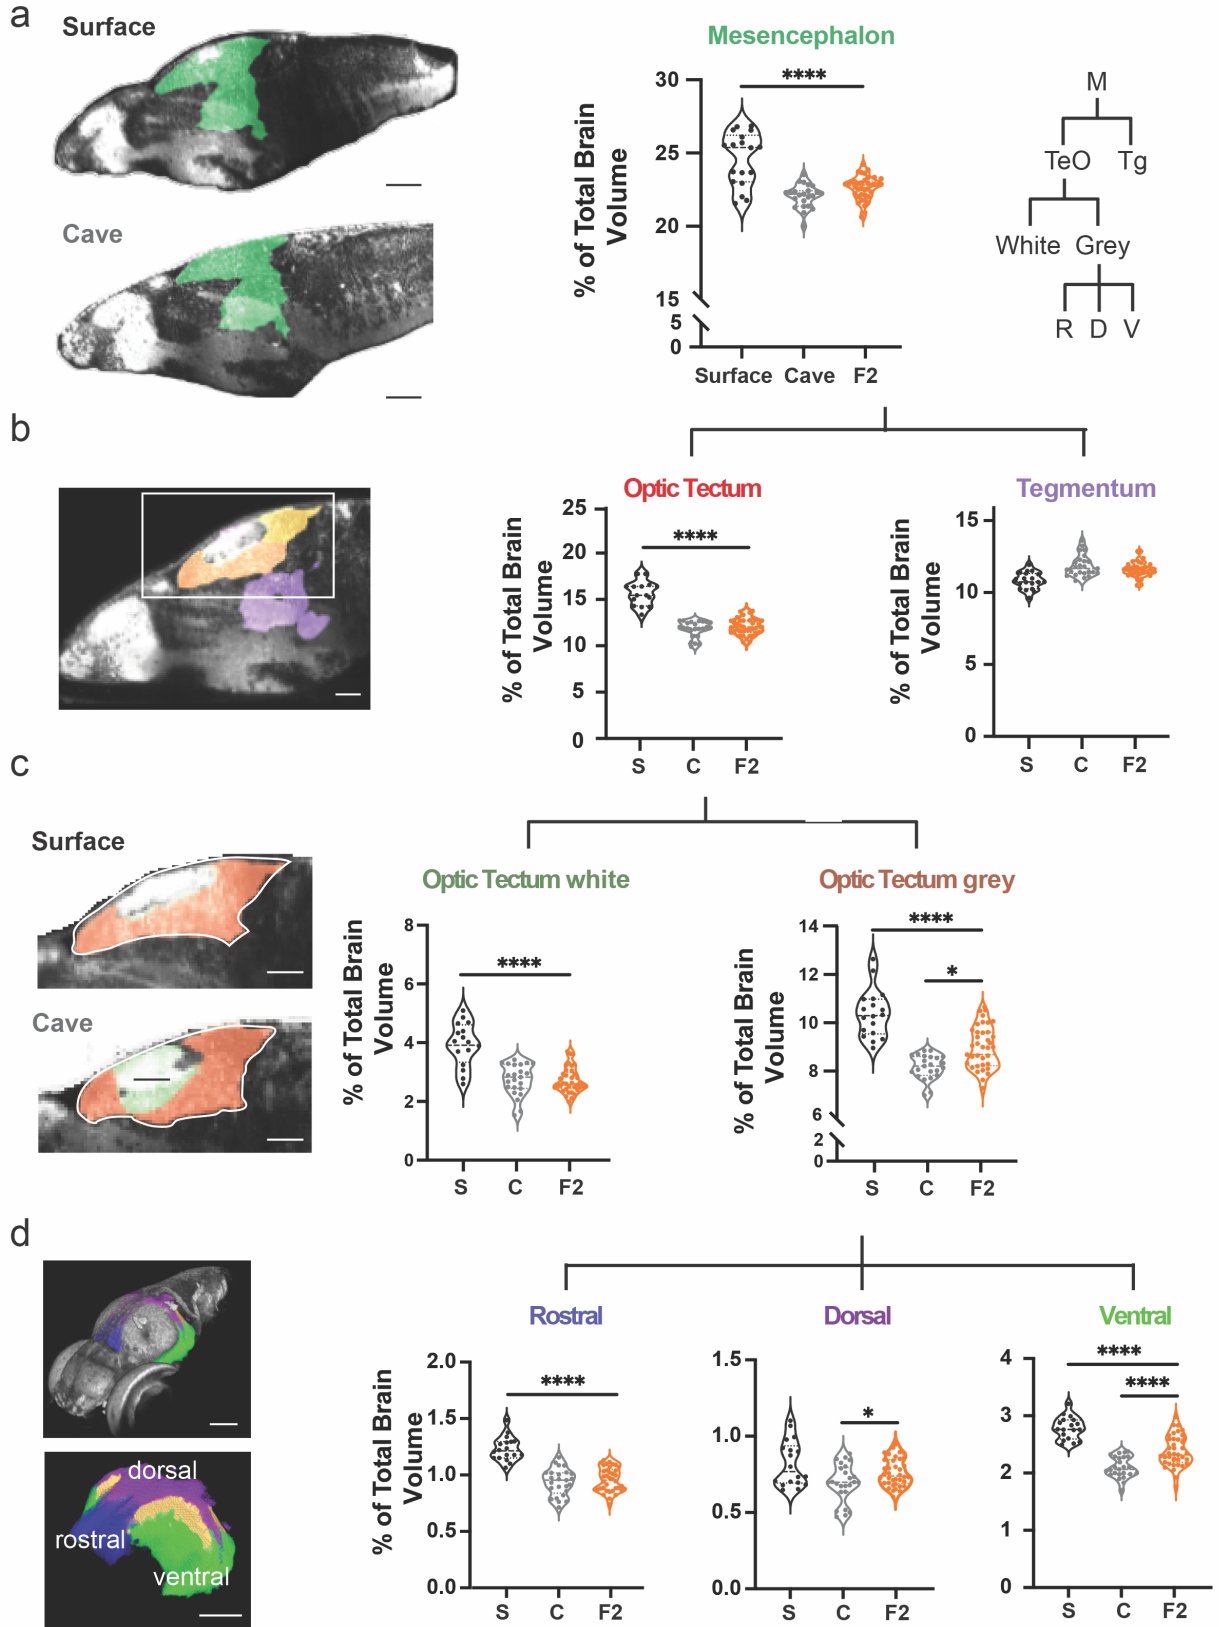 a
Surface
Cave
Mesencephalon
% of Total Brain
Volume
30
25
20
15
5
0
****
Surface Cave F2
M
TeO Tg
White Grey
R D V
b
Optic Tectum
% of Total Brain
Volume
25
20
15
10
5
0
****
S C F2
Tegmentum
% of Total Brain
Volume
15
10
5
0
S C F2
c
Surface
Cave
Optic Tectum white
% of Total Brain
Volume
8
6
4
2
0
****
S C F2
Optic Tectum grey
% of Total Brain
Volume
14
12
10
8
6
2
0
****
*
S C F2
d
dorsal
rostral
ventral
Rostral
% of Total Brain
Volume
2.0
1.5
1.0
0.5
0.0
****
S C F2
Dorsal
1.5
1.0
0.5
0.0
*
S C F2
Ventral
4
3
2
1
0
****
****
S C F2